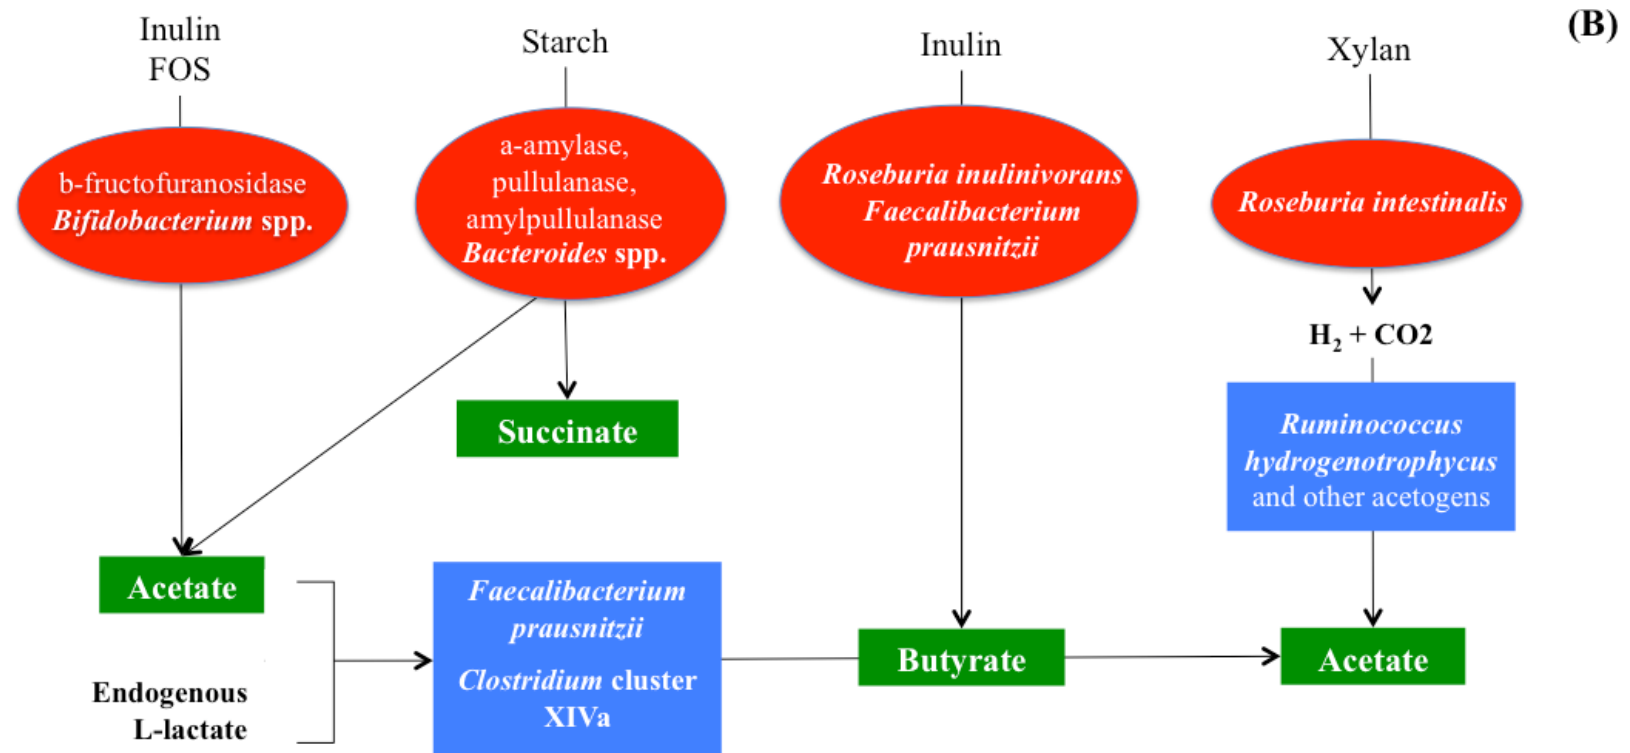 (B)
Inulin
FOS
b-fructofuranosidase
Bifidobacterium spp.
Starch
a-amylase,
pullulanase,
amylpullulanase
Bacteroides spp.
Inulin
Roseburia inulinivorans
Faecalibacterium
prausnitzii
Xylan
Roseburia intestinalis
H₂ + CO2
Ruminococcus
hydrogenotrophycus
and other acetogens
Succinate
Acetate
Endogenous
L-lactate
Faecalibacterium
prausnitzii
Clostridium cluster
XIVa
Butyrate
Acetate